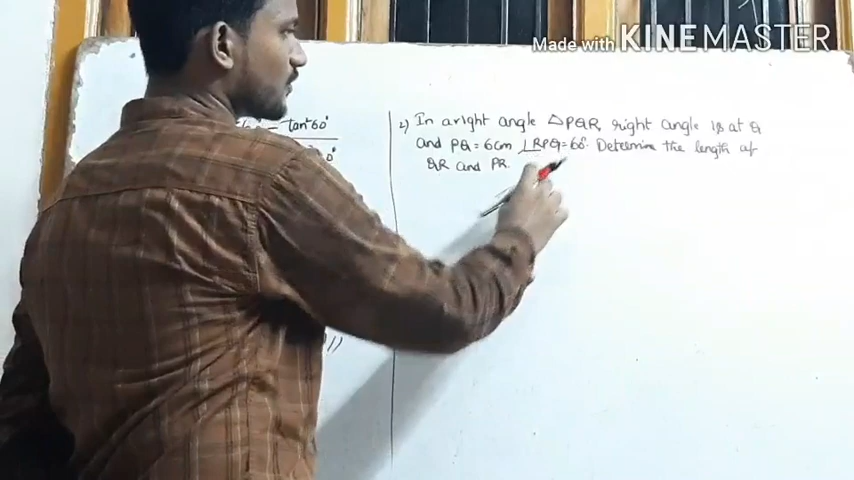 Made with KINEMASTER
tan²60°
2) In a right angle △PQR, right angle is at Q
and PQ = 6cm ∠RPQ = 60°. Determine the length of
QR and PR.